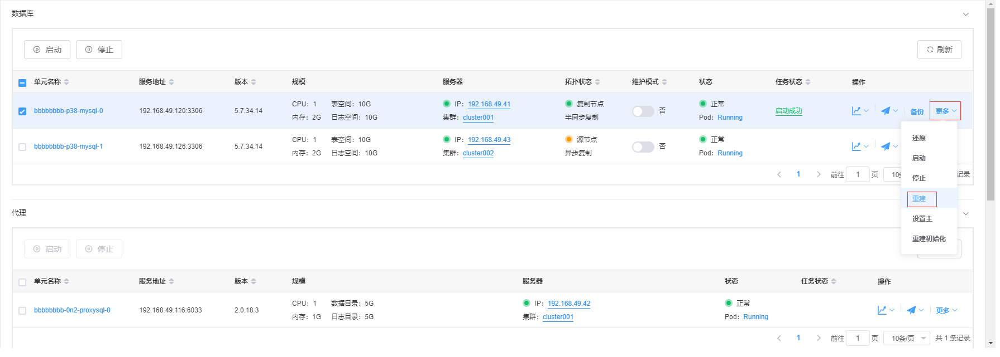 数据库
启动 停止 刷新
单元名称 服务地址 版本 规模 服务器 拓扑状态 维护模式 状态 任务状态 操作
bbbbbbbb-p38-mysql-0 192.168.49.120:3306 5.7.34.14 CPU：1 表空间：10G IP：192.168.49.41 复制节点 否 正常 启动成功 备份 更多
内存：2G 日志空间：10G 集群：cluster001 半同步复制 Pod：Running
还原
启动
停止
重建
设置主
重建初始化
bbbbbbbb-p38-mysql-1 192.168.49.126:3306 5.7.34.14 CPU：1 表空间：10G IP：192.168.49.43 源节点 否 正常
内存：2G 日志空间：10G 集群：cluster002 异步复制 Pod：Running
1 前往 1 页 10条 记录
代理
启动 停止
单元名称 服务地址 版本 规模 服务器 状态 任务状态 操作
bbbbbbbb-0n2-proxysql-0 192.168.49.116:6033 2.0.18.3 CPU：1 数据目录：5G IP：192.168.49.42 正常 更多
内存：1G 日志目录：5G 集群：cluster001 Pod：Running
1 前往 1 页 10条/页 共 1 条记录